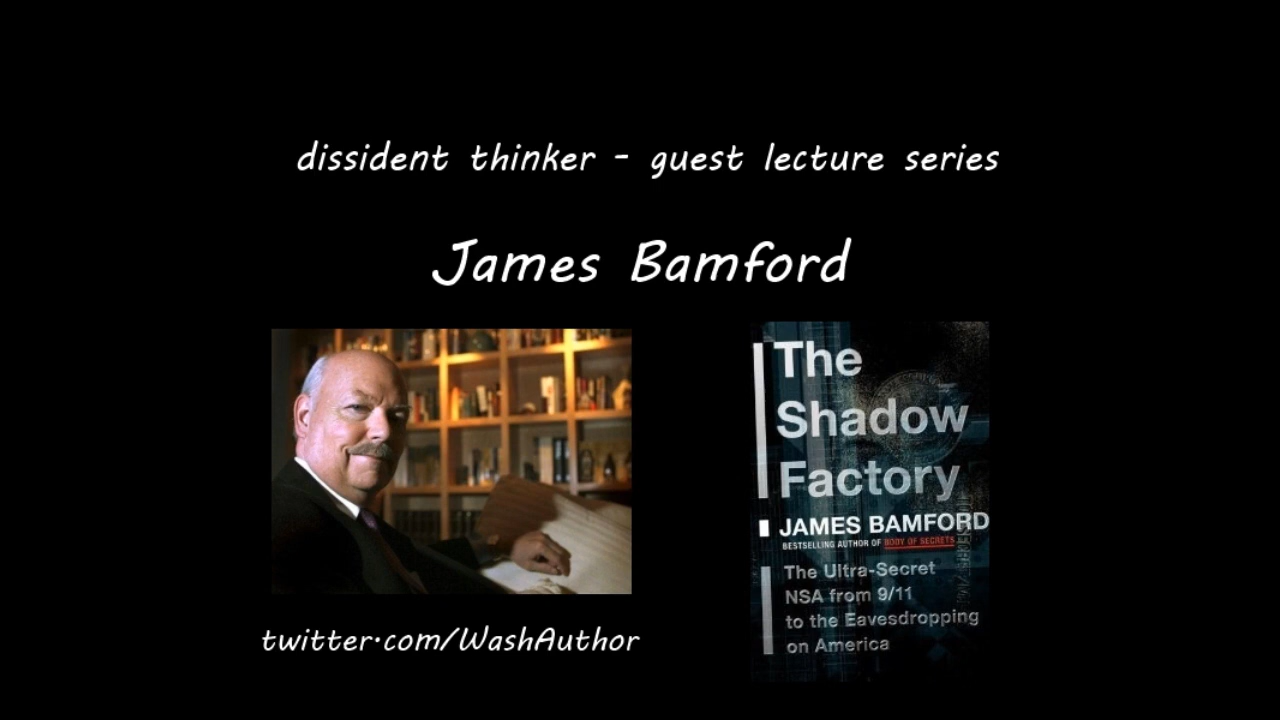 dissident thinker - guest lecture series
James Bamford
The
Shadow
Factory
JAMES BAMFORD
BESTSELLING AUTHOR OF BODY OF SECRETS
The Ultra-Secret
NSA from 9/11
to the Eavesdropping
on America
twitter.com/WashAuthor